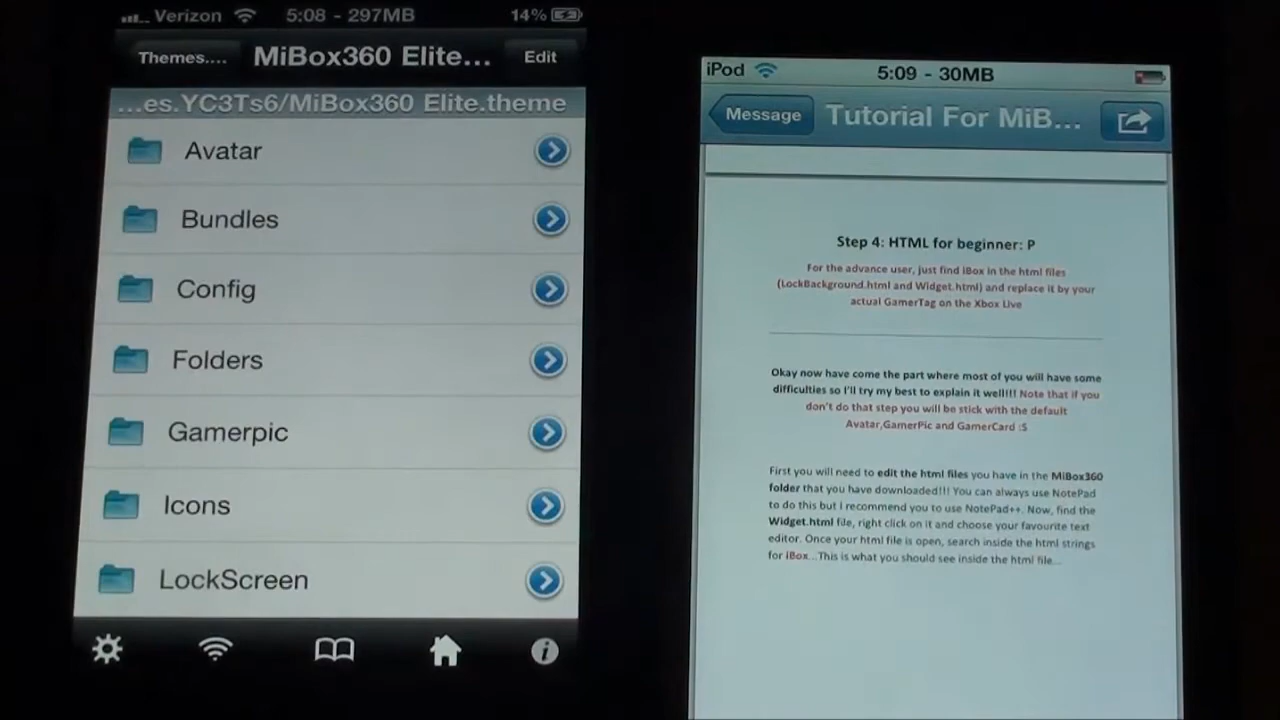 Verizon 5:08 - 297MB 14%
Themes.... MiBox360 Elite... Edit
...es.YC3Ts6/MiBox360 Elite.theme
Avatar
Bundles
Config
Folders
Gamerpic
Icons
LockScreen
iPod 5:09 - 30MB
Message Tutorial For MiB...
Step 4: HTML for beginner: P
For the advance user, just find iBox in the html files
(LockBackground.html and Widget.html) and replace it by your
actual GamerTag on the Xbox Live
Okay now have come the part where most of you will have some
difficulties so I'll try my best to explain it well!!! Note that if you
don't do that step you will be stick with the default
Avatar,GamerPic and GamerCard :S
First you will need to edit the html files you have in the MiBox360
folder that you have downloaded!!! You can always use NotePad
to do this but I recommend you to use NotePad++. Now, find the
Widget.html file, right click on it and choose your favourite text
editor. Once your html file is open, search inside the html strings
for iBox...This is what you should see inside the html file...